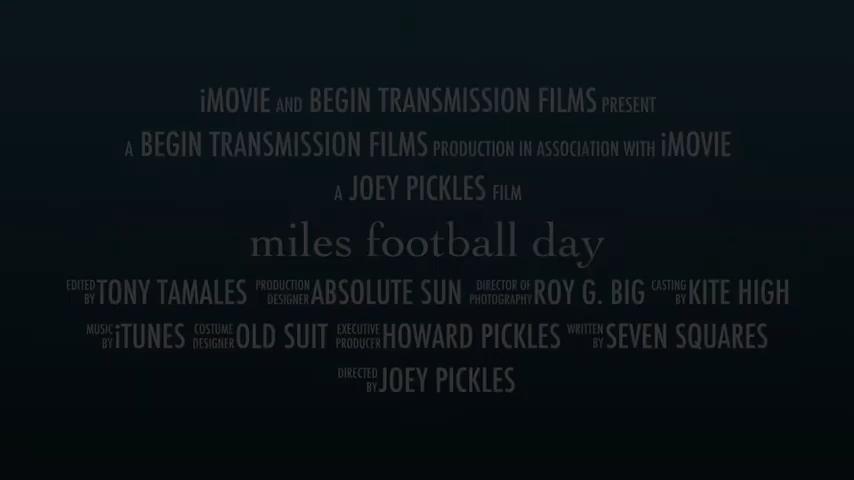 iMOVIE AND BEGIN TRANSMISSION FILMS PRESENT
A BEGIN TRANSMISSION FILMS PRODUCTION IN ASSOCIATION WITH iMOVIE
A JOEY PICKLES FILM
miles football day
EDITED BY TONY TAMALES PRODUCTION DESIGNER ABSOLUTE SUN DIRECTOR OF PHOTOGRAPHY ROY G. BIG CASTING BY KITE HIGH
MUSIC BY iTUNES COSTUME DESIGNER OLD SUIT EXECUTIVE PRODUCER HOWARD PICKLES WRITTEN BY SEVEN SQUARES
DIRECTED BY JOEY PICKLES